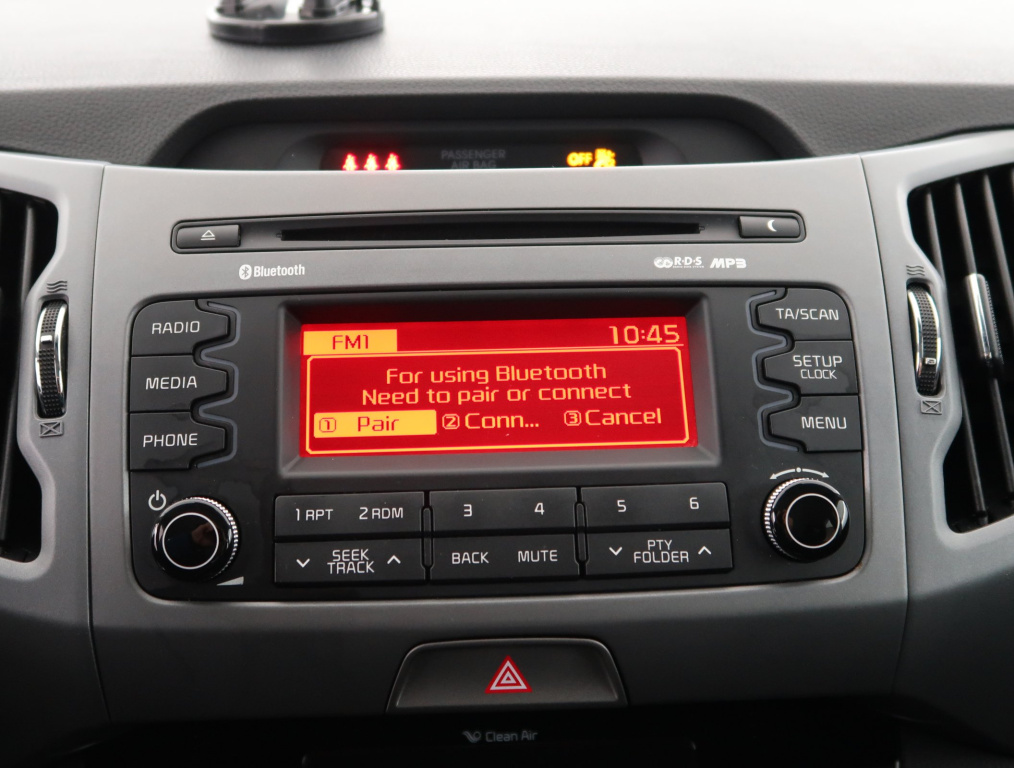 PASSENGER
AIR BAG
OFF
Bluetooth
R·D·S
MP3
RADIO
MEDIA
PHONE
FM1
10:45
For using Bluetooth
Need to pair or connect
1 Pair 2 Conn... 3 Cancel
TA/SCAN
SETUP
CLOCK
MENU
1 RPT 2 RDM 3 4 5 6
SEEK
TRACK
BACK MUTE
PTY
FOLDER
Clean Air